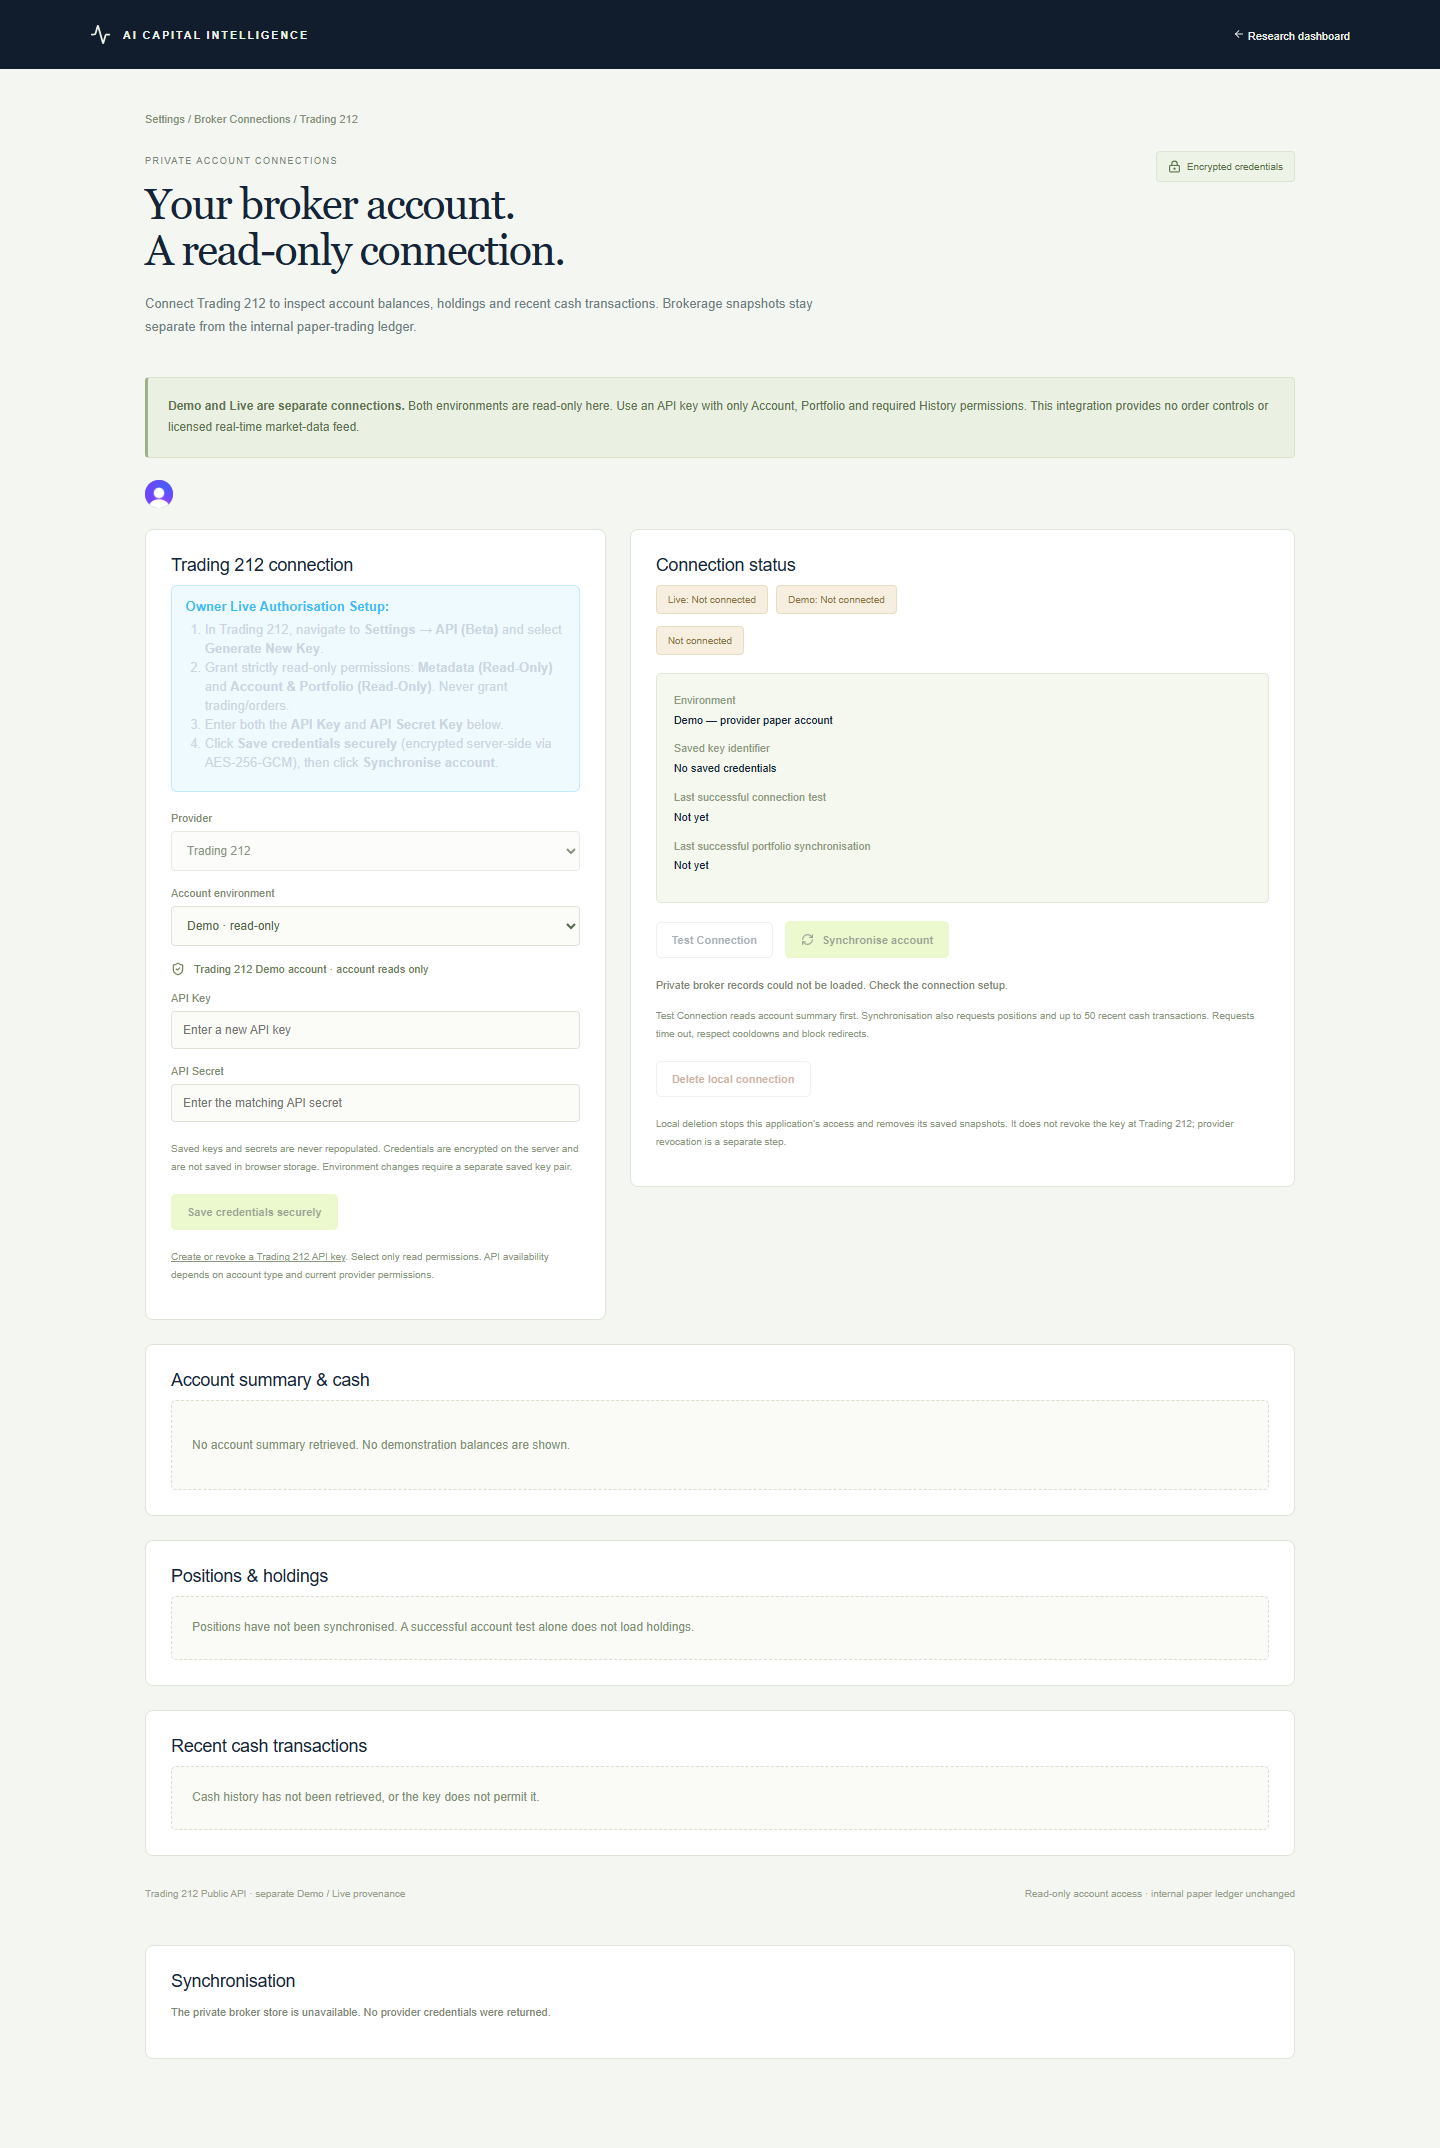 AI CAPITAL INTELLIGENCE
← Research dashboard
Settings / Broker Connections / Trading 212
PRIVATE ACCOUNT CONNECTIONS
Encrypted credentials
Your broker account.
A read-only connection.
Connect Trading 212 to inspect account balances, holdings and recent cash transactions. Brokerage snapshots stay
separate from the internal paper-trading ledger.
Demo and Live are separate connections. Both environments are read-only here. Use an API key with only Account, Portfolio and required History permissions. This integration provides no order controls or
licensed real-time market-data feed.
Trading 212 connection
Owner Live Authorisation Setup:
1. In Trading 212, navigate to Settings → API (Beta) and select
Generate New Key.
2. Grant strictly read-only permissions: Metadata (Read-Only)
and Account & Portfolio (Read-Only). Never grant
trading/orders.
3. Enter both the API Key and API Secret Key below.
4. Click Save credentials securely (encrypted server-side via
AES-256-GCM), then click Synchronise account.
Provider
Trading 212
Account environment
Demo · read-only
Trading 212 Demo account · account reads only
API Key
Enter a new API key
API Secret
Enter the matching API secret
Saved keys and secrets are never repopulated. Credentials are encrypted on the server and
are not saved in browser storage. Environment changes require a separate saved key pair.
Save credentials securely
Create or revoke a Trading 212 API key. Select only read permissions. API availability
depends on account type and current provider permissions.
Connection status
Live: Not connected
Demo: Not connected
Not connected
Environment
Demo — provider paper account
Saved key identifier
No saved credentials
Last successful connection test
Not yet
Last successful portfolio synchronisation
Not yet
Test Connection
Synchronise account
Private broker records could not be loaded. Check the connection setup.
Test Connection reads account summary first. Synchronisation also requests positions and up to 50 recent cash transactions. Requests
time out, respect cooldowns and block redirects.
Delete local connection
Local deletion stops this application's access and removes its saved snapshots. It does not revoke the key at Trading 212; provider
revocation is a separate step.
Account summary & cash
No account summary retrieved. No demonstration balances are shown.
Positions & holdings
Positions have not been synchronised. A successful account test alone does not load holdings.
Recent cash transactions
Cash history has not been retrieved, or the key does not permit it.
Trading 212 Public API · separate Demo / Live provenance
Read-only account access · internal paper ledger unchanged
Synchronisation
The private broker store is unavailable. No provider credentials were returned.